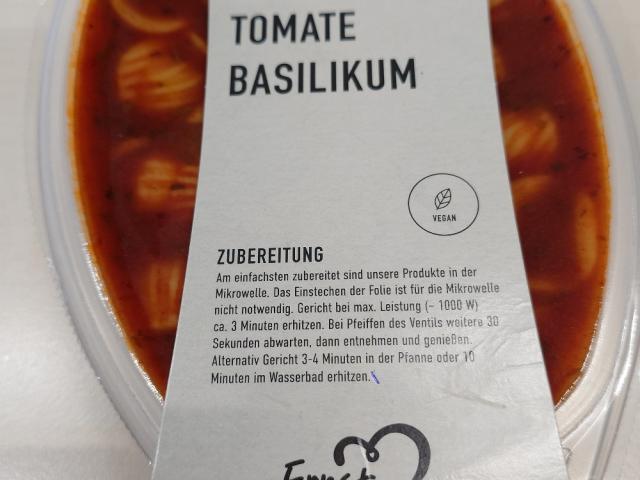 TOMATE
BASILIKUM
VEGAN
ZUBEREITUNG
Am einfachsten zubereitet sind unsere Produkte in der
Mikrowelle. Das Einstechen der Folie ist für die Mikrowelle
nicht notwendig. Gericht bei max. Leistung (~ 1000 W)
ca. 3 Minuten erhitzen. Bei Pfeiffen des Ventils weitere 30
Sekunden abwarten, dann entnehmen und genießen.
Alternativ Gericht 3-4 Minuten in der Pfanne oder 10
Minuten im Wasserbad erhitzen.